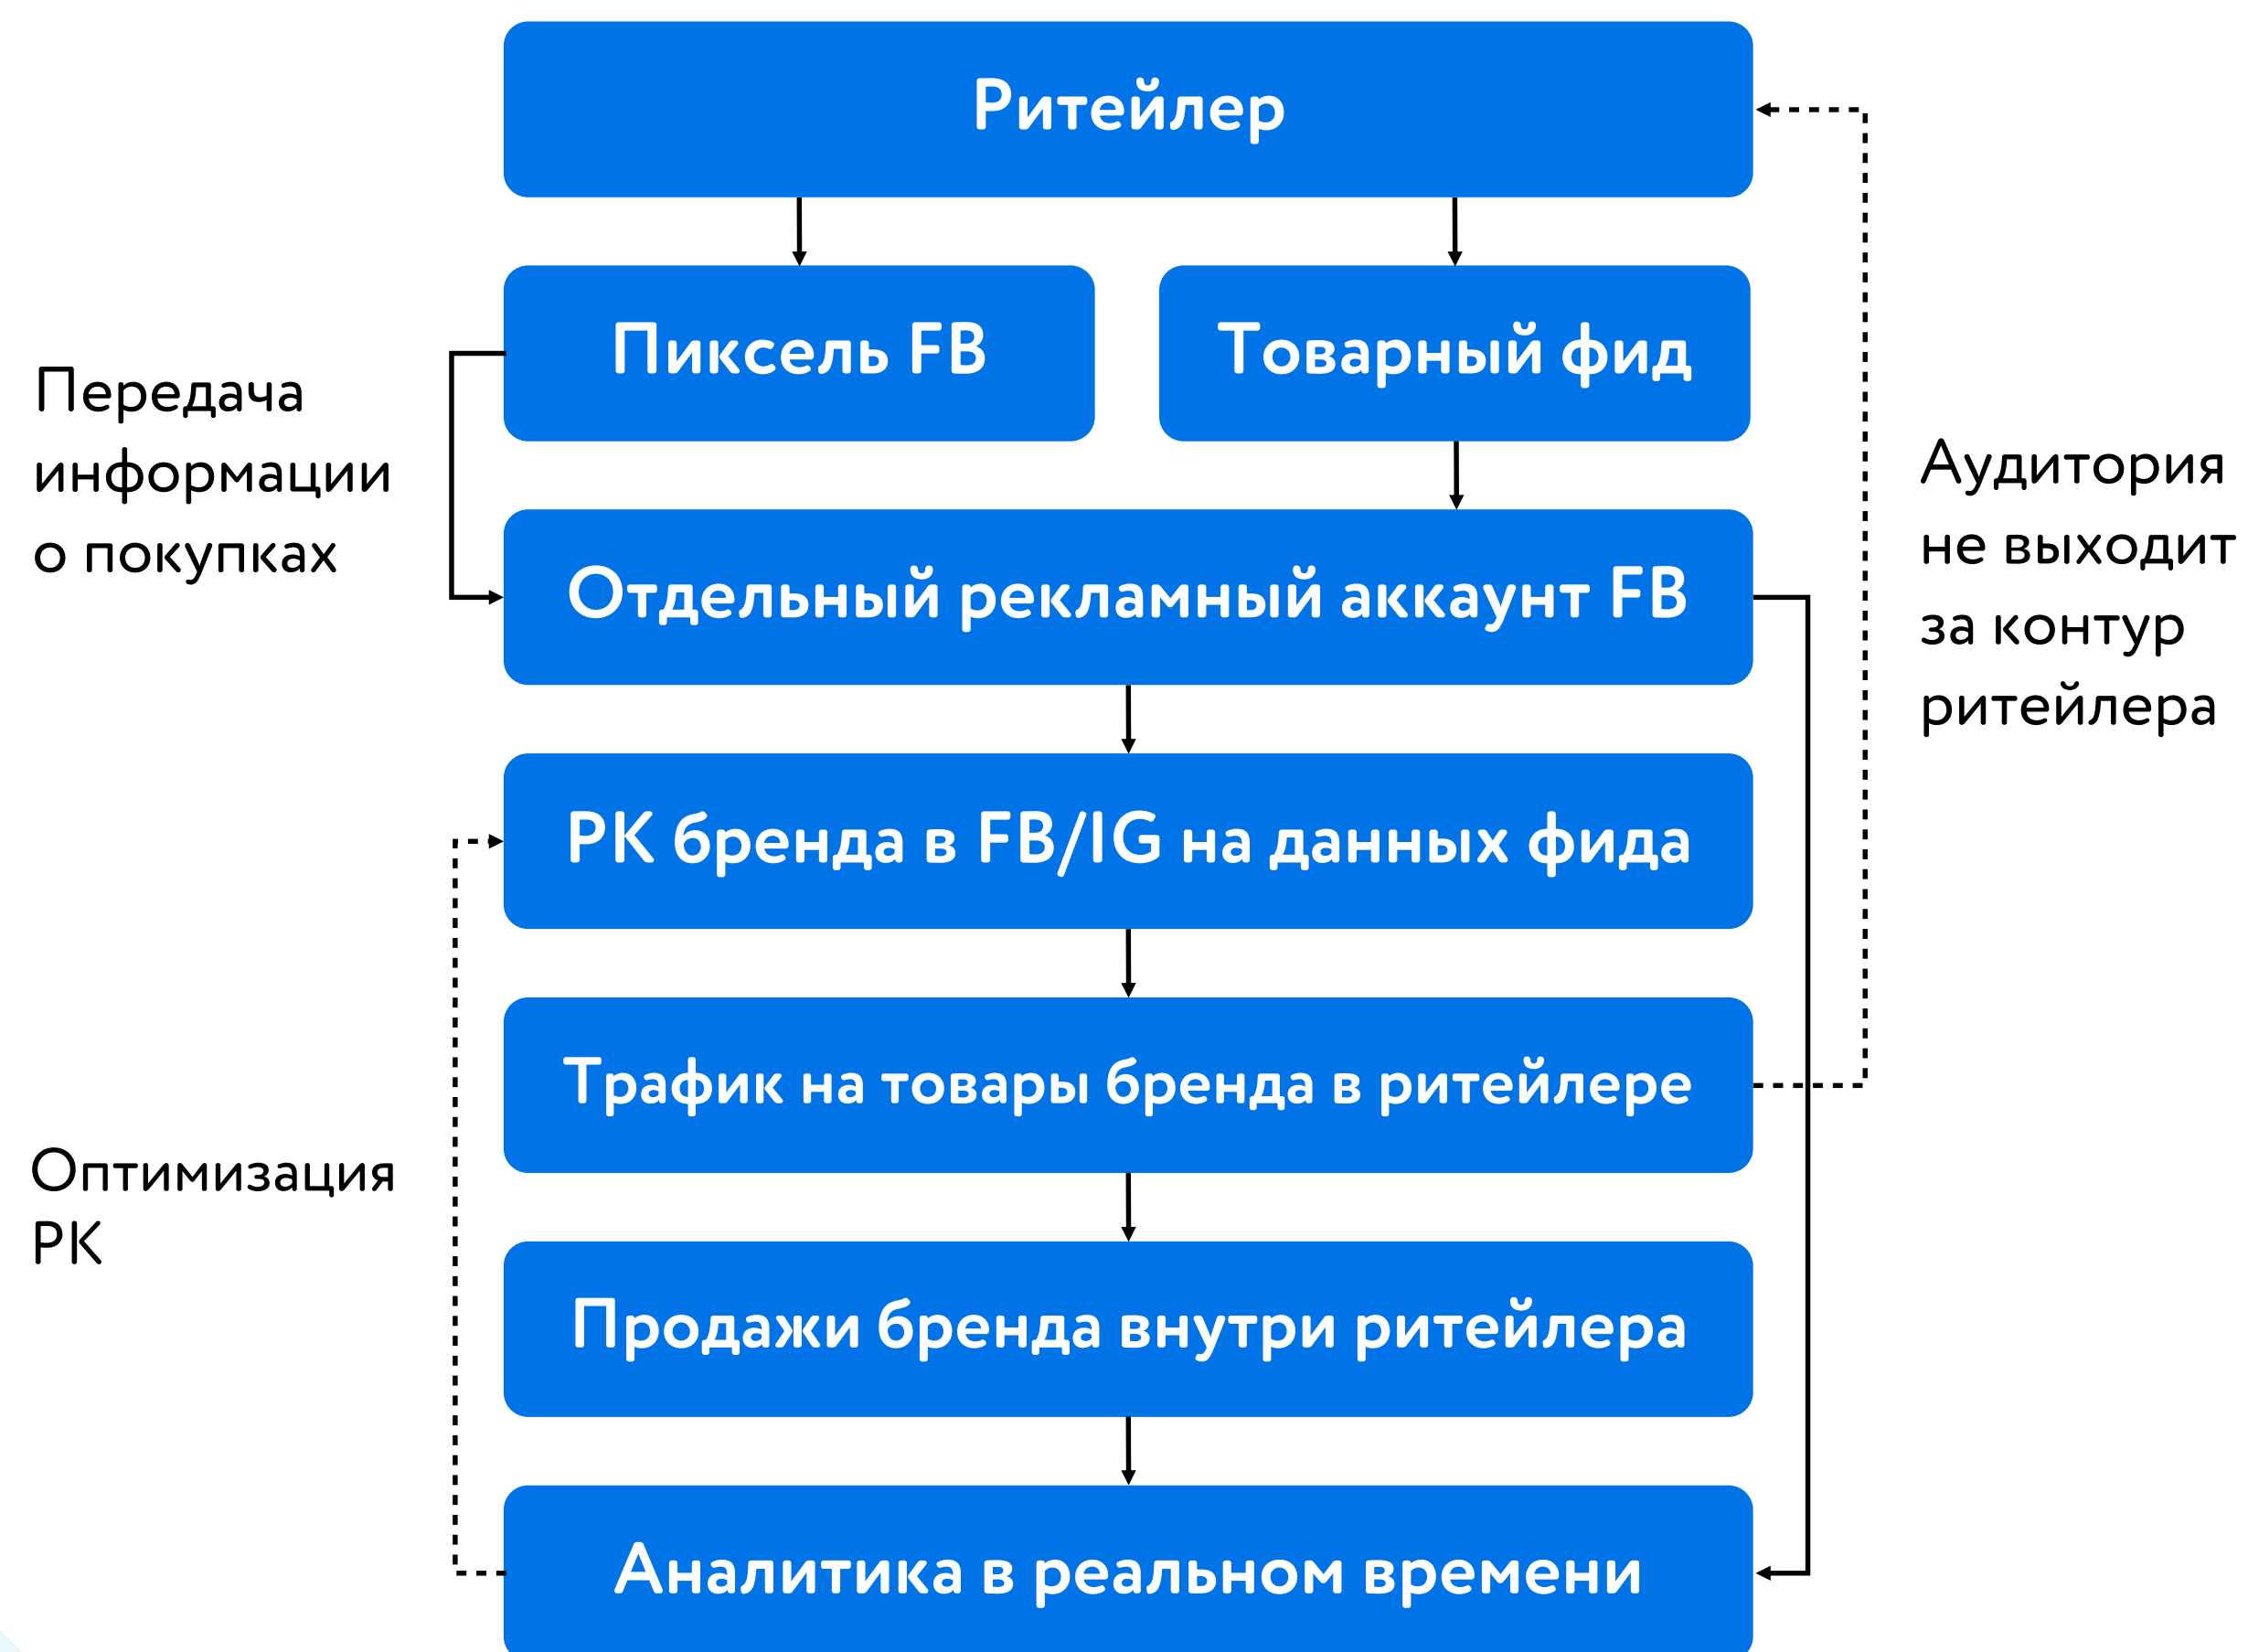 Ритейлер
Пиксель FB
Товарный фид
Передача
информации
о покупках
Аудитория
не выходит
за контур
ритейлера
Отдельный рекламный аккаунт FB
РК бренда в FB/IG на данных фида
Трафик на товары бренда в ритейлере
Оптимизация
РК
Продажи бренда внутри ритейлера
Аналитика в реальном времени